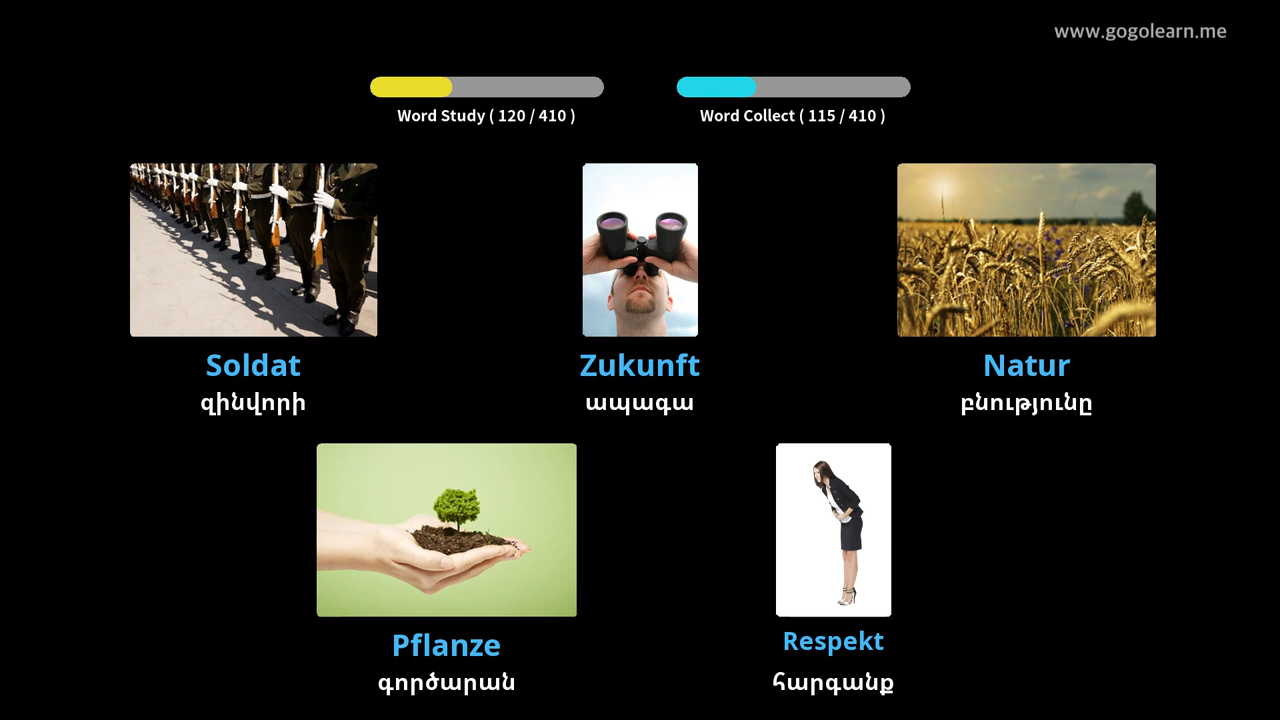 www.gogolearn.me
Word Study ( 120 / 410 )
Word Collect ( 115 / 410 )
Soldat
զինվորի
Zukunft
ապագա
Natur
բնությունը
Pflanze
գործարան
Respekt
հարգանք